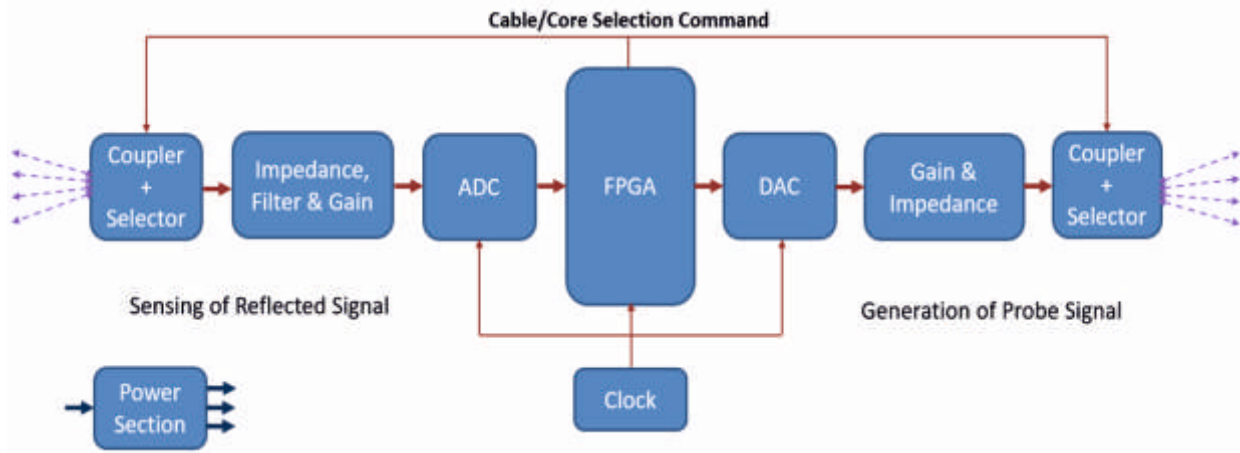 Cable/Core Selection Command
Coupler
+
Selector
Impedance,
Filter & Gain
ADC
FPGA
DAC
Gain &
Impedance
Coupler
+
Selector
Sensing of Reflected Signal
Generation of Probe Signal
Power
Section
Clock